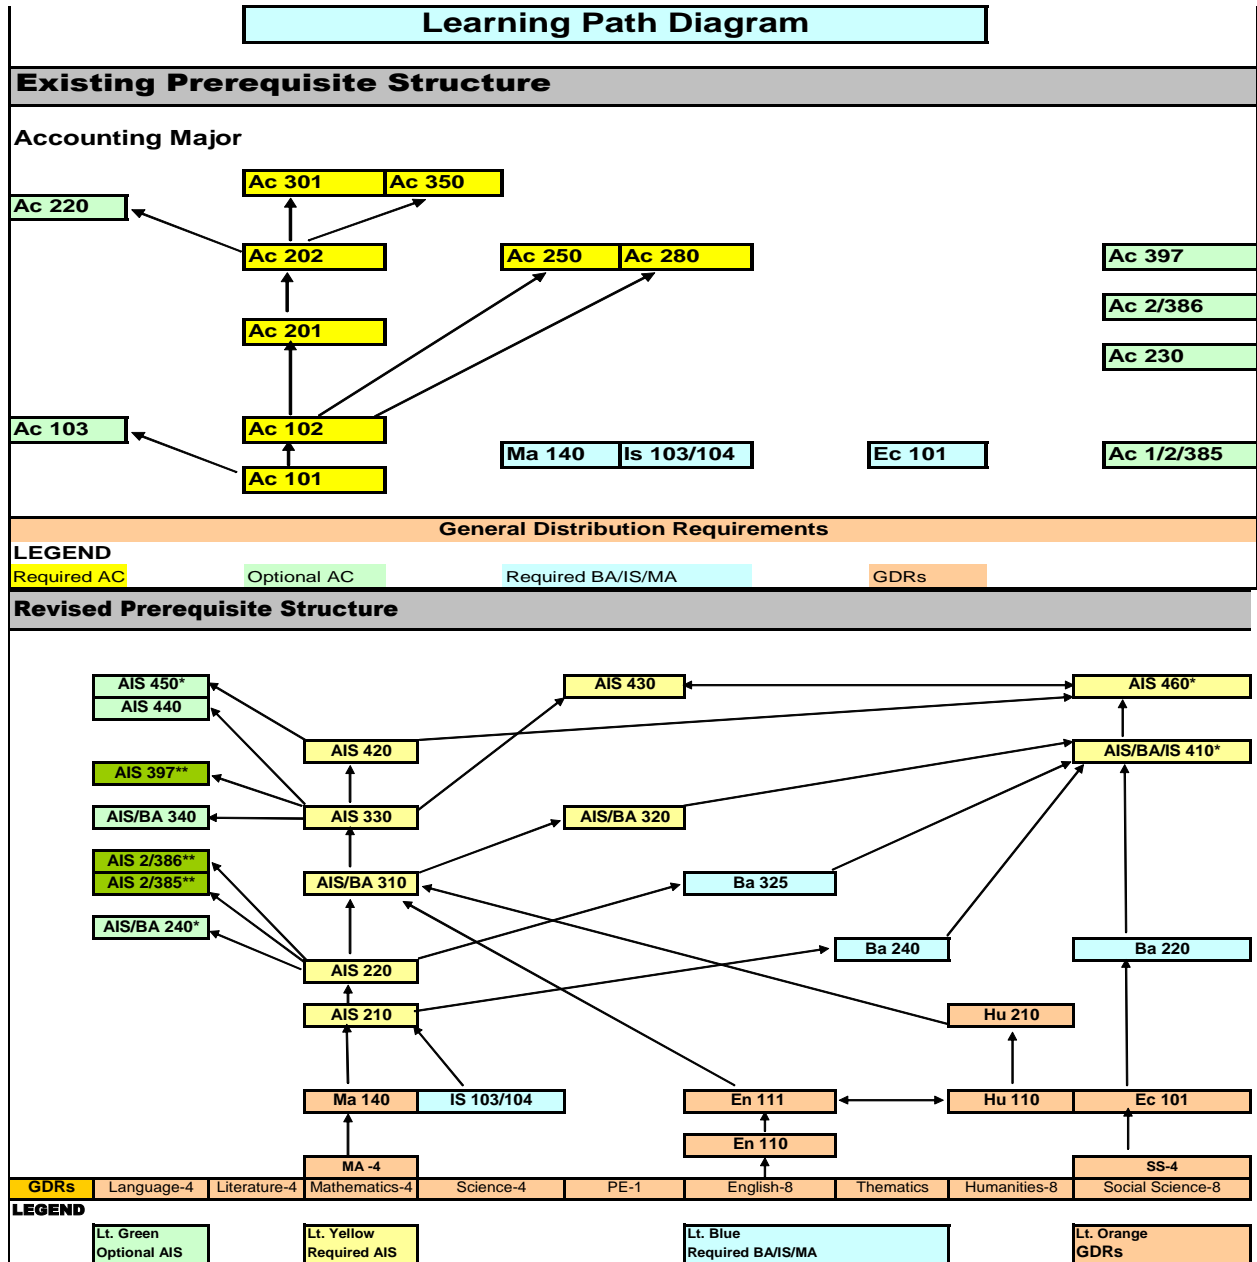 Learning Path Diagram
Existing Prerequisite Structure
Accounting Major
Ac 301 Ac 350
Ac 220
Ac 202 Ac 250 Ac 280 Ac 397
Ac 2/386
Ac 201
Ac 230
Ac 103 Ac 102
Ma 140 Is 103/104 Ec 101 Ac 1/2/385
Ac 101
General Distribution Requirements
LEGEND
Required AC Optional AC Required BA/IS/MA GDRs
Revised Prerequisite Structure
AIS 450* AIS 430 AIS 460*
AIS 440
AIS 420 AIS/BA/IS 410*
AIS 397**
AIS/BA 340 AIS 330 AIS/BA 320
AIS 2/386**
AIS 2/385** AIS/BA 310 Ba 325
AIS/BA 240*
Ba 240 Ba 220
AIS 220
AIS 210 Hu 210
Ma 140 IS 103/104 En 111 Hu 110 Ec 101
En 110
MA -4 SS-4
GDRs Language-4 Literature-4 Mathematics-4 Science-4 PE-1 English-8 Thematics Humanities-8 Social Science-8
LEGEND
Lt. Green Lt. Yellow Lt. Blue Lt. Orange
Optional AIS Required AIS Required BA/IS/MA GDRs